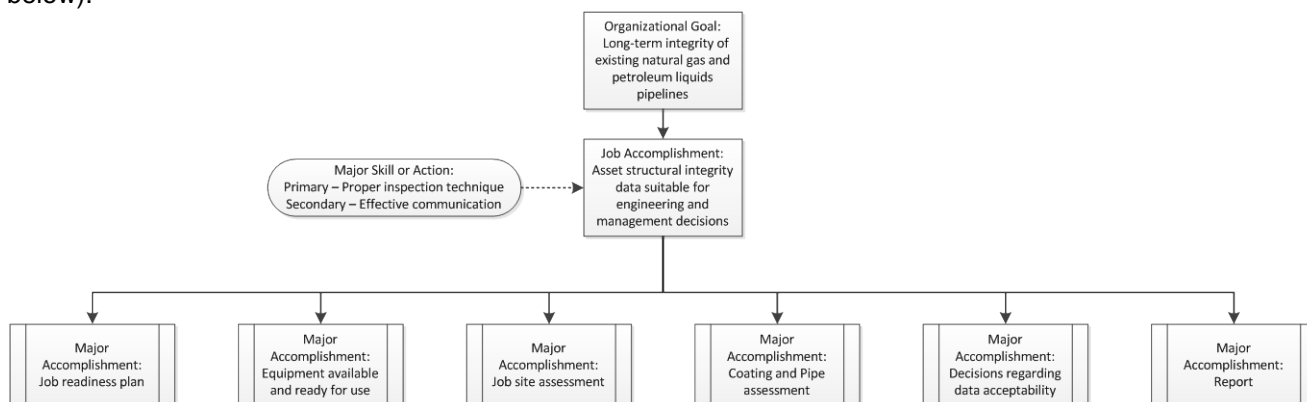 below).
Organizational Goal:
Long-term integrity of
existing natural gas and
petroleum liquids
pipelines
Major Skill or Action:
Primary – Proper inspection technique
Secondary – Effective communication
Job Accomplishment:
Asset structural integrity
data suitable for
engineering and
management decisions
Major
Accomplishment:
Job readiness plan
Major
Accomplishment:
Equipment available
and ready for use
Major
Accomplishment:
Job site assessment
Major
Accomplishment:
Coating and Pipe
assessment
Major
Accomplishment:
Decisions regarding
data acceptability
Major
Accomplishment:
Report